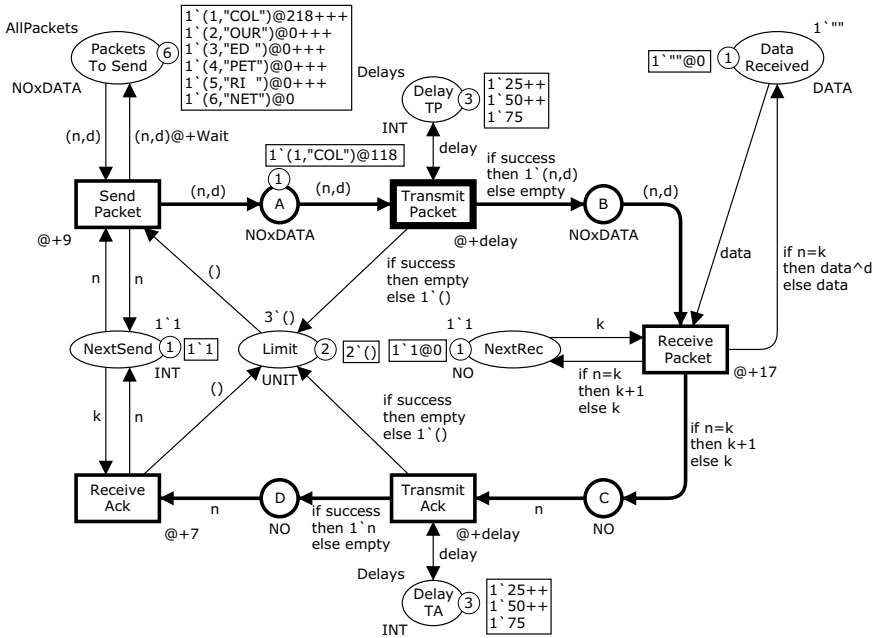 AllPackets
Packets
To Send
6
NOxDATA
1`(1,"COL")@218+++
1`(2,"OUR")@0+++
1`(3,"ED ")@0+++
1`(4,"PET")@0+++
1`(5,"RI  ")@0+++
1`(6,"NET")@0
Delays
Delay
TP
3
INT
1`25++
1`50++
1`75
1`""
1`""@0
1
Data
Received
DATA
(n,d)
(n,d)@+Wait
1`(1,"COL")@118
1
delay
if success
then 1`(n,d)
else empty
Send
Packet
@+9
(n,d)
A
NOxDATA
(n,d)
Transmit
Packet
@+delay
B
NOxDATA
(n,d)
n
n
()
if success
then empty
else 1`()
data
if n=k
then data^d
else data
1`1
NextSend
1
1`1
INT
3`()
Limit
2
2`()
UNIT
1`1
1`1@0
1
NextRec
NO
k
if n=k
then k+1
else k
Receive
Packet
@+17
k
n
()
if success
then empty
else 1`()
if n=k
then k+1
else k
Receive
Ack
@+7
n
D
NO
if success
then 1`n
else empty
Transmit
Ack
@+delay
n
C
NO
delay
Delays
Delay
TA
3
INT
1`25++
1`50++
1`75